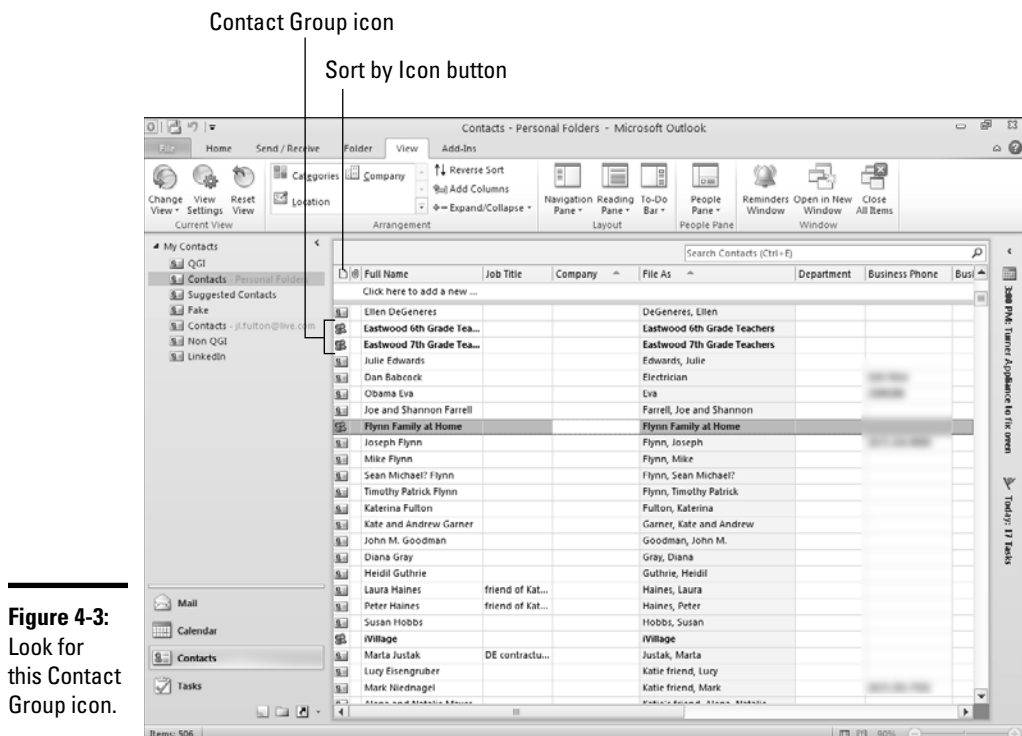 Contact Group icon
Sort by Icon button
Contacts - Personal Folders - Microsoft Outlook
File Home Send / Receive Folder View Add-Ins
Change View View Settings Reset View
Current View
Categories Company
Location
Reverse Sort
Add Columns
Expand/Collapse
Arrangement
Navigation Pane Reading Pane To-Do Bar
Layout
People Pane
People Pane
Reminders Window Open in New Window Close All Items
Window
My Contacts
QGI
Contacts - Personal Folders
Suggested Contacts
Fake
Contacts - jl.fulton@live.com
Non QGI
LinkedIn
Search Contacts (Ctrl+E)
Full Name Job Title Company File As Department Business Phone Busi
Click here to add a new ...
Ellen DeGeneres DeGeneres, Ellen
Eastwood 6th Grade Tea... Eastwood 6th Grade Teachers
Eastwood 7th Grade Tea... Eastwood 7th Grade Teachers
Julie Edwards Edwards, Julie
Dan Babcock Electrician
Obama Eva Eva
Joe and Shannon Farrell Farrell, Joe and Shannon
Flynn Family at Home Flynn Family at Home
Joseph Flynn Flynn, Joseph
Mike Flynn Flynn, Mike
Sean Michael? Flynn Flynn, Sean Michael?
Timothy Patrick Flynn Flynn, Timothy Patrick
Katerina Fulton Fulton, Katerina
Kate and Andrew Garner Garner, Kate and Andrew
John M. Goodman Goodman, John M.
Diana Gray Gray, Diana
Heidil Guthrie Guthrie, Heidil
Laura Haines friend of Kat... Haines, Laura
Peter Haines friend of Kat... Haines, Peter
Susan Hobbs Hobbs, Susan
iVillage iVillage
Marta Justak DE contractu... Justak, Marta
Lucy Eisengruber Katie friend, Lucy
Mark Niednagel Katie friend, Mark
3:00 PM: Turner Appliance to fix oven
Today: 17 Tasks
Mail
Calendar
Contacts
Tasks
Items: 506
90%
Figure 4-3:
Look for
this Contact
Group icon.